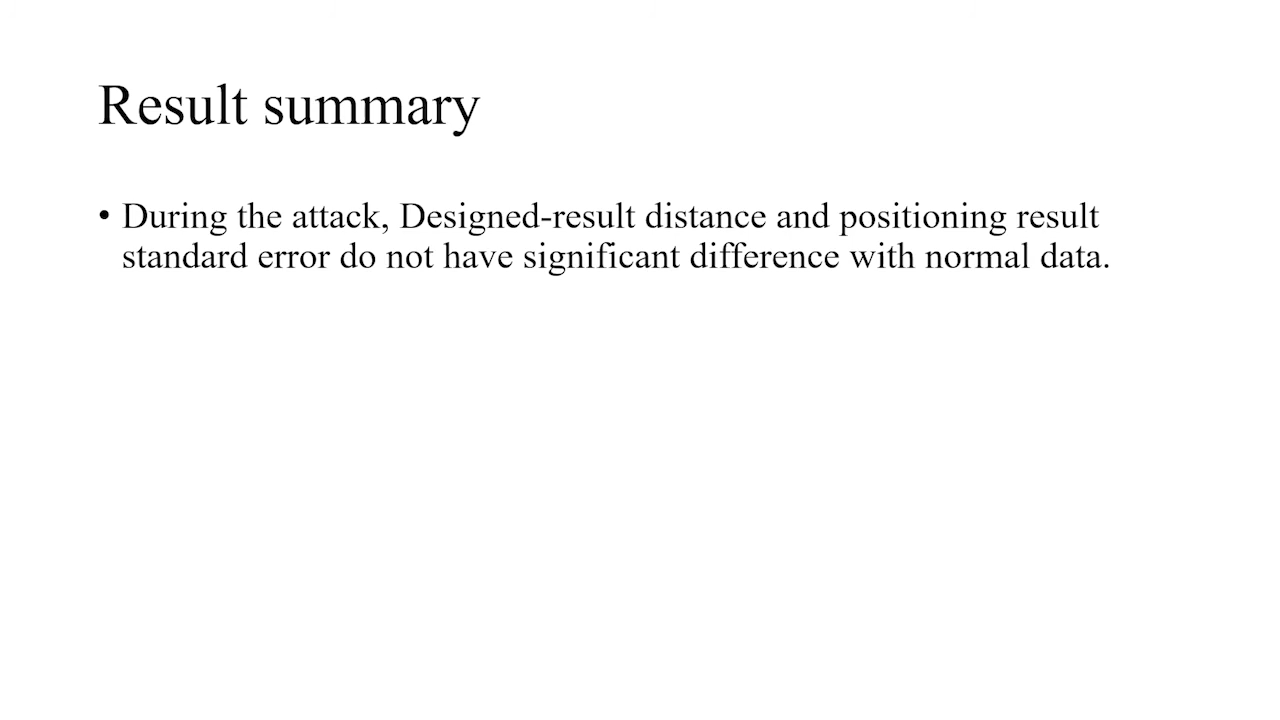 Result summary
• During the attack, Designed-result distance and positioning result
standard error do not have significant difference with normal data.